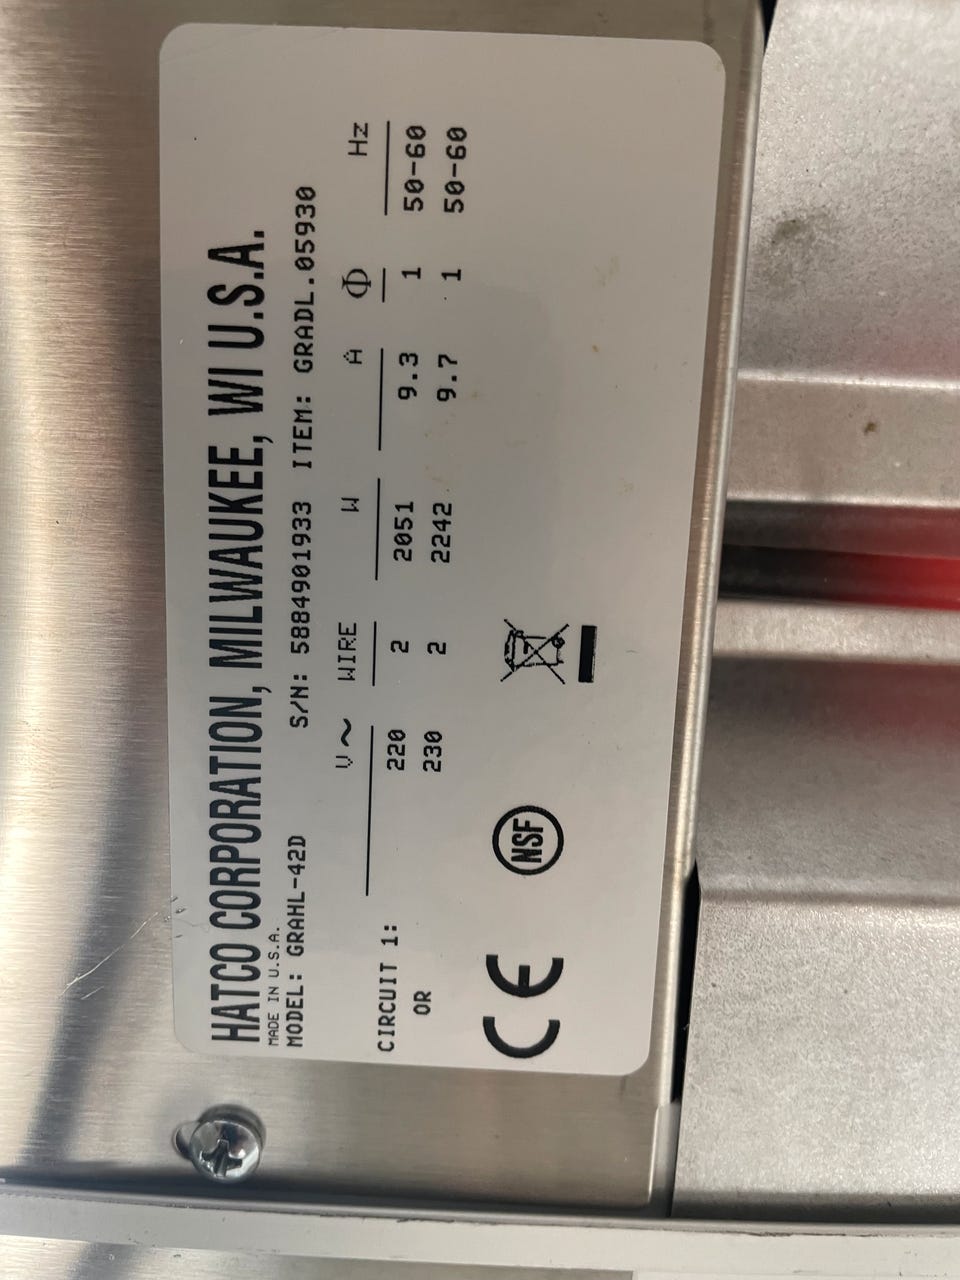 HATCO CORPORATION, MILWAUKEE, WI U.S.A.
MADE IN U.S.A.
MODEL: GRAHL-42D S/N: 5884901933 ITEM: GRADL.05930
V~ WIRE W A Φ Hz
CIRCUIT 1: 220 2 2051 9.3 1 50-60
OR 230 2 2242 9.7 1 50-60
CE NSF